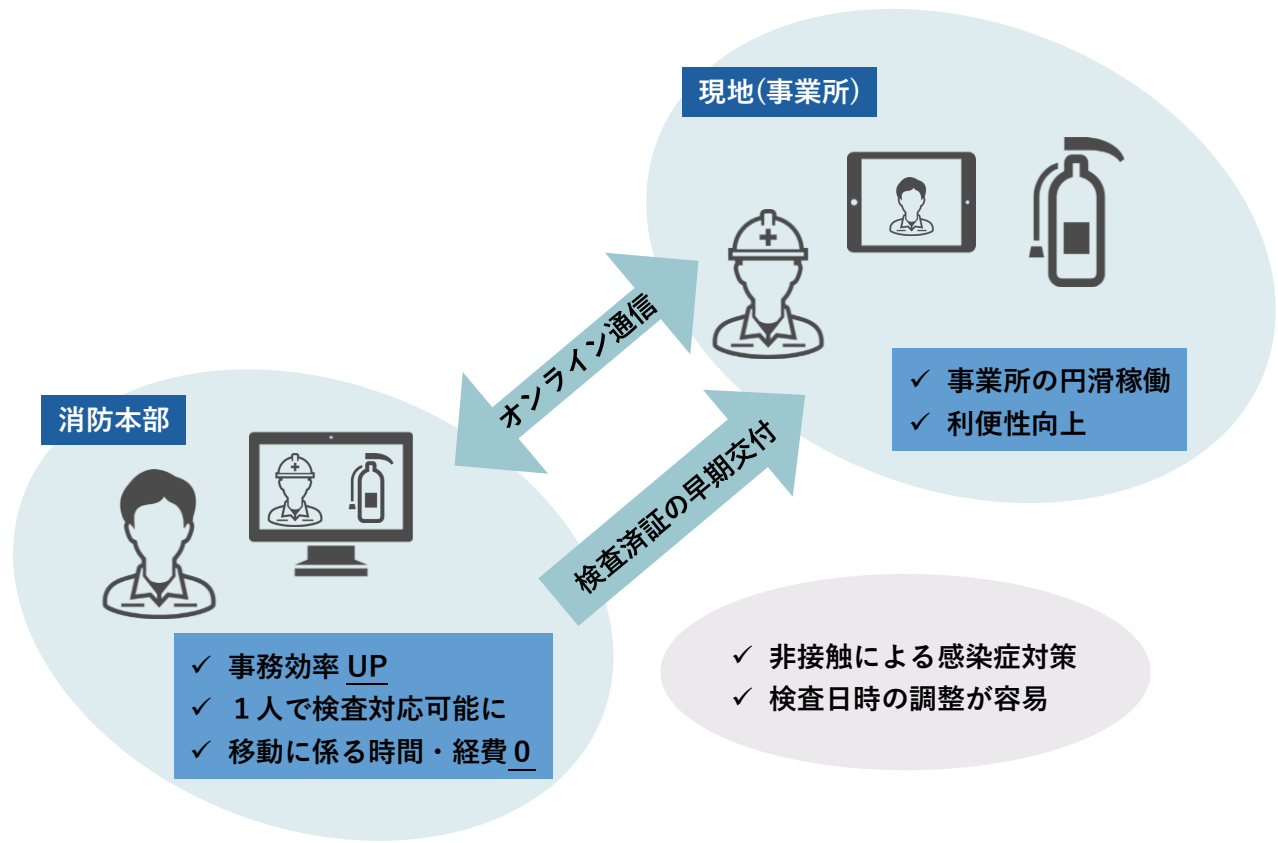 現地(事業所)
オンライン通信
事業所の円滑稼働
利便性向上
消防本部
検査済証の早期交付
事務効率 UP
１人で検査対応可能に
移動に係る時間・経費 0
非接触による感染症対策
検査日時の調整が容易